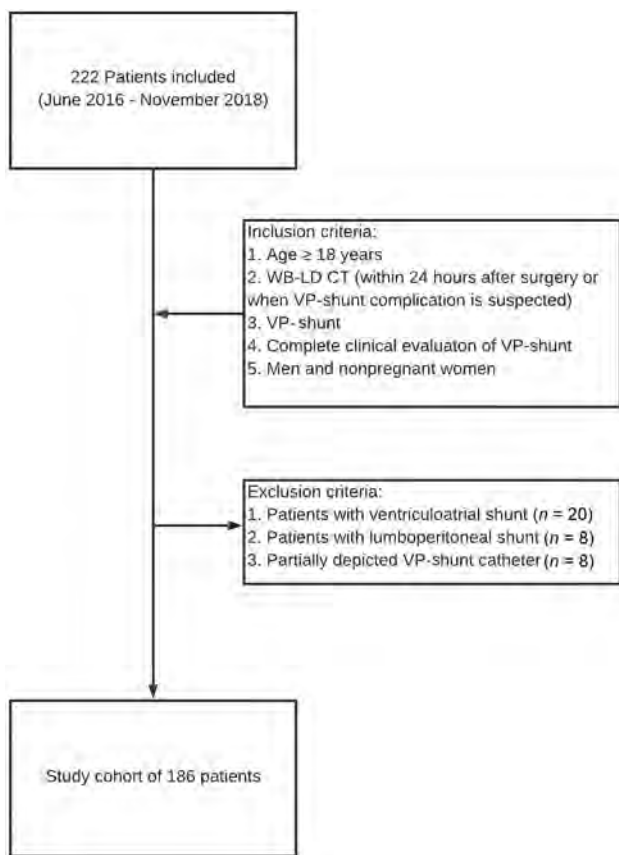 222 Patients included
(June 2016 - November 2018)
Inclusion criteria:
1. Age ≥ 18 years
2. WB-LD CT (within 24 hours after surgery or
when VP-shunt complication is suspected)
3. VP-shunt
4. Complete clinical evaluaton of VP-shunt
5. Men and nonpregnant women
Exclusion criteria:
1. Patients with ventriculoatrial shunt (n = 20)
2. Patients with lumboperitoneal shunt (n = 8)
3. Partially depicted VP-shunt catheter (n = 8)
Study cohort of 186 patients